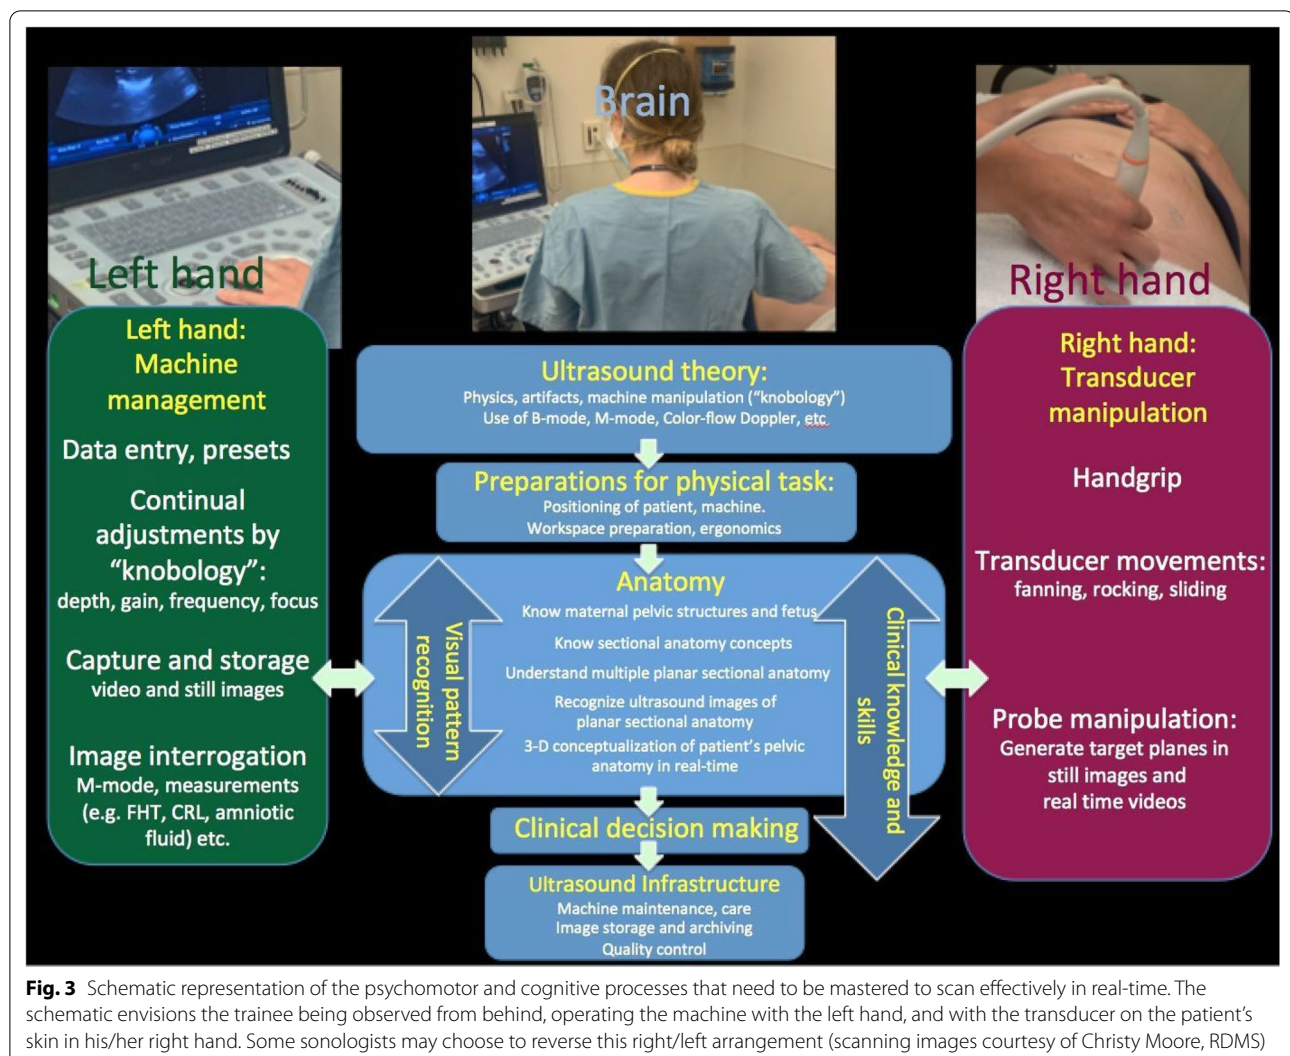 Brain
Left hand
Right hand
Left hand:
Machine
management
Data entry, presets
Continual
adjustments by
“knobology”:
depth, gain, frequency, focus
Capture and storage
video and still images
Image interrogation
M-mode, measurements
(e.g. FHT, CRL, amniotic
fluid) etc.
Ultrasound theory:
Physics, artifacts, machine manipulation (“knobology”)
Use of B-mode, M-mode, Color-flow Doppler, etc.
Preparations for physical task:
Positioning of patient, machine.
Workspace preparation, ergonomics
Anatomy
Know maternal pelvic structures and fetus
Know sectional anatomy concepts
Understand multiple planar sectional anatomy
Recognize ultrasound images of
planar sectional anatomy
3-D conceptualization of patient’s pelvic
anatomy in real-time
Visual pattern
recognition
Clinical knowledge and
skills
Clinical decision making
Ultrasound Infrastructure
Machine maintenance, care
Image storage and archiving
Quality control
Right hand:
Transducer
manipulation
Handgrip
Transducer movements:
fanning, rocking, sliding
Probe manipulation:
Generate target planes in
still images and
real time videos
Fig. 3 Schematic representation of the psychomotor and cognitive processes that need to be mastered to scan effectively in real-time. The
schematic envisions the trainee being observed from behind, operating the machine with the left hand, and with the transducer on the patient’s
skin in his/her right hand. Some sonologists may choose to reverse this right/left arrangement (scanning images courtesy of Christy Moore, RDMS)